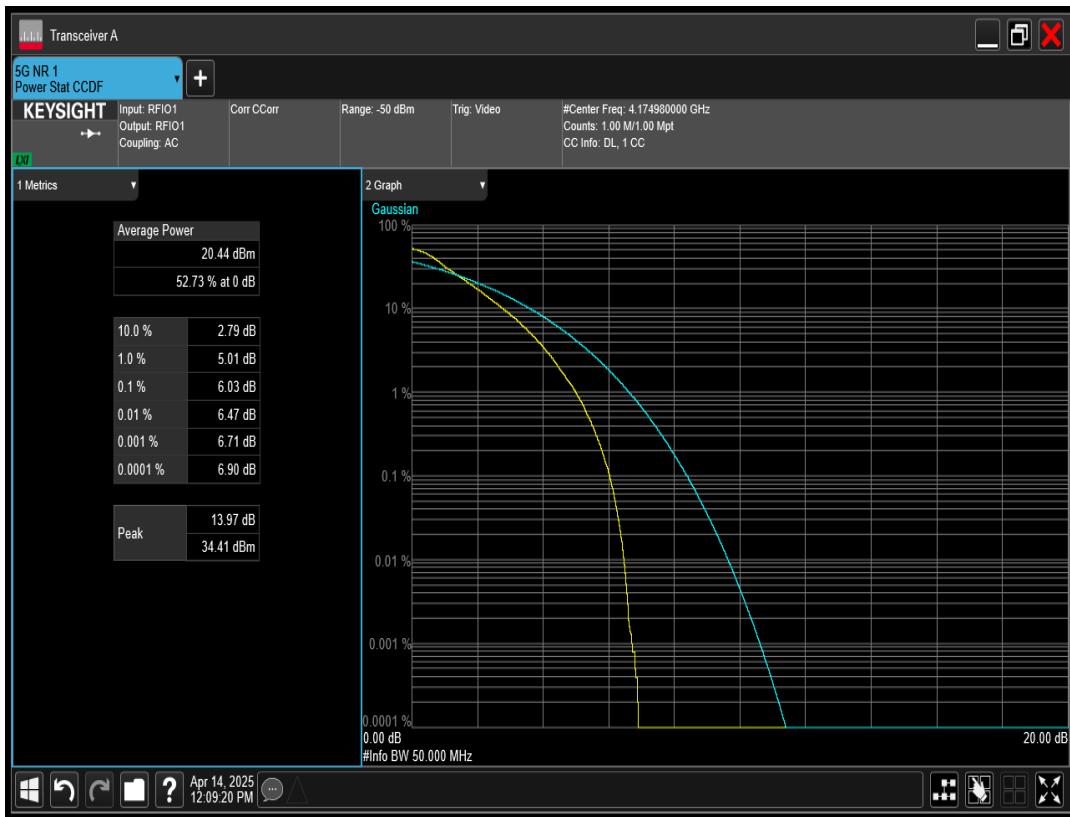 Transceiver A
5G NR 1
Power Stat CCDF
+
KEYSIGHT
LXI
Input: RFIO1
Output: RFIO1
Coupling: AC
Corr CCorr
Range: -50 dBm
Trig: Video
#Center Freq: 4.174980000 GHz
Counts: 1.00 M/1.00 Mpt
CC Info: DL, 1 CC
1 Metrics
Average Power
20.44 dBm
52.73 % at 0 dB
10.0 % 2.79 dB
1.0 % 5.01 dB
0.1 % 6.03 dB
0.01 % 6.47 dB
0.001 % 6.71 dB
0.0001 % 6.90 dB
Peak
13.97 dB
34.41 dBm
2 Graph
Gaussian
100 %
10 %
1 %
0.1 %
0.01 %
0.001 %
0.0001 %
0.00 dB 20.00 dB
#Info BW 50.000 MHz
?
Apr 14, 2025
12:09:20 PM